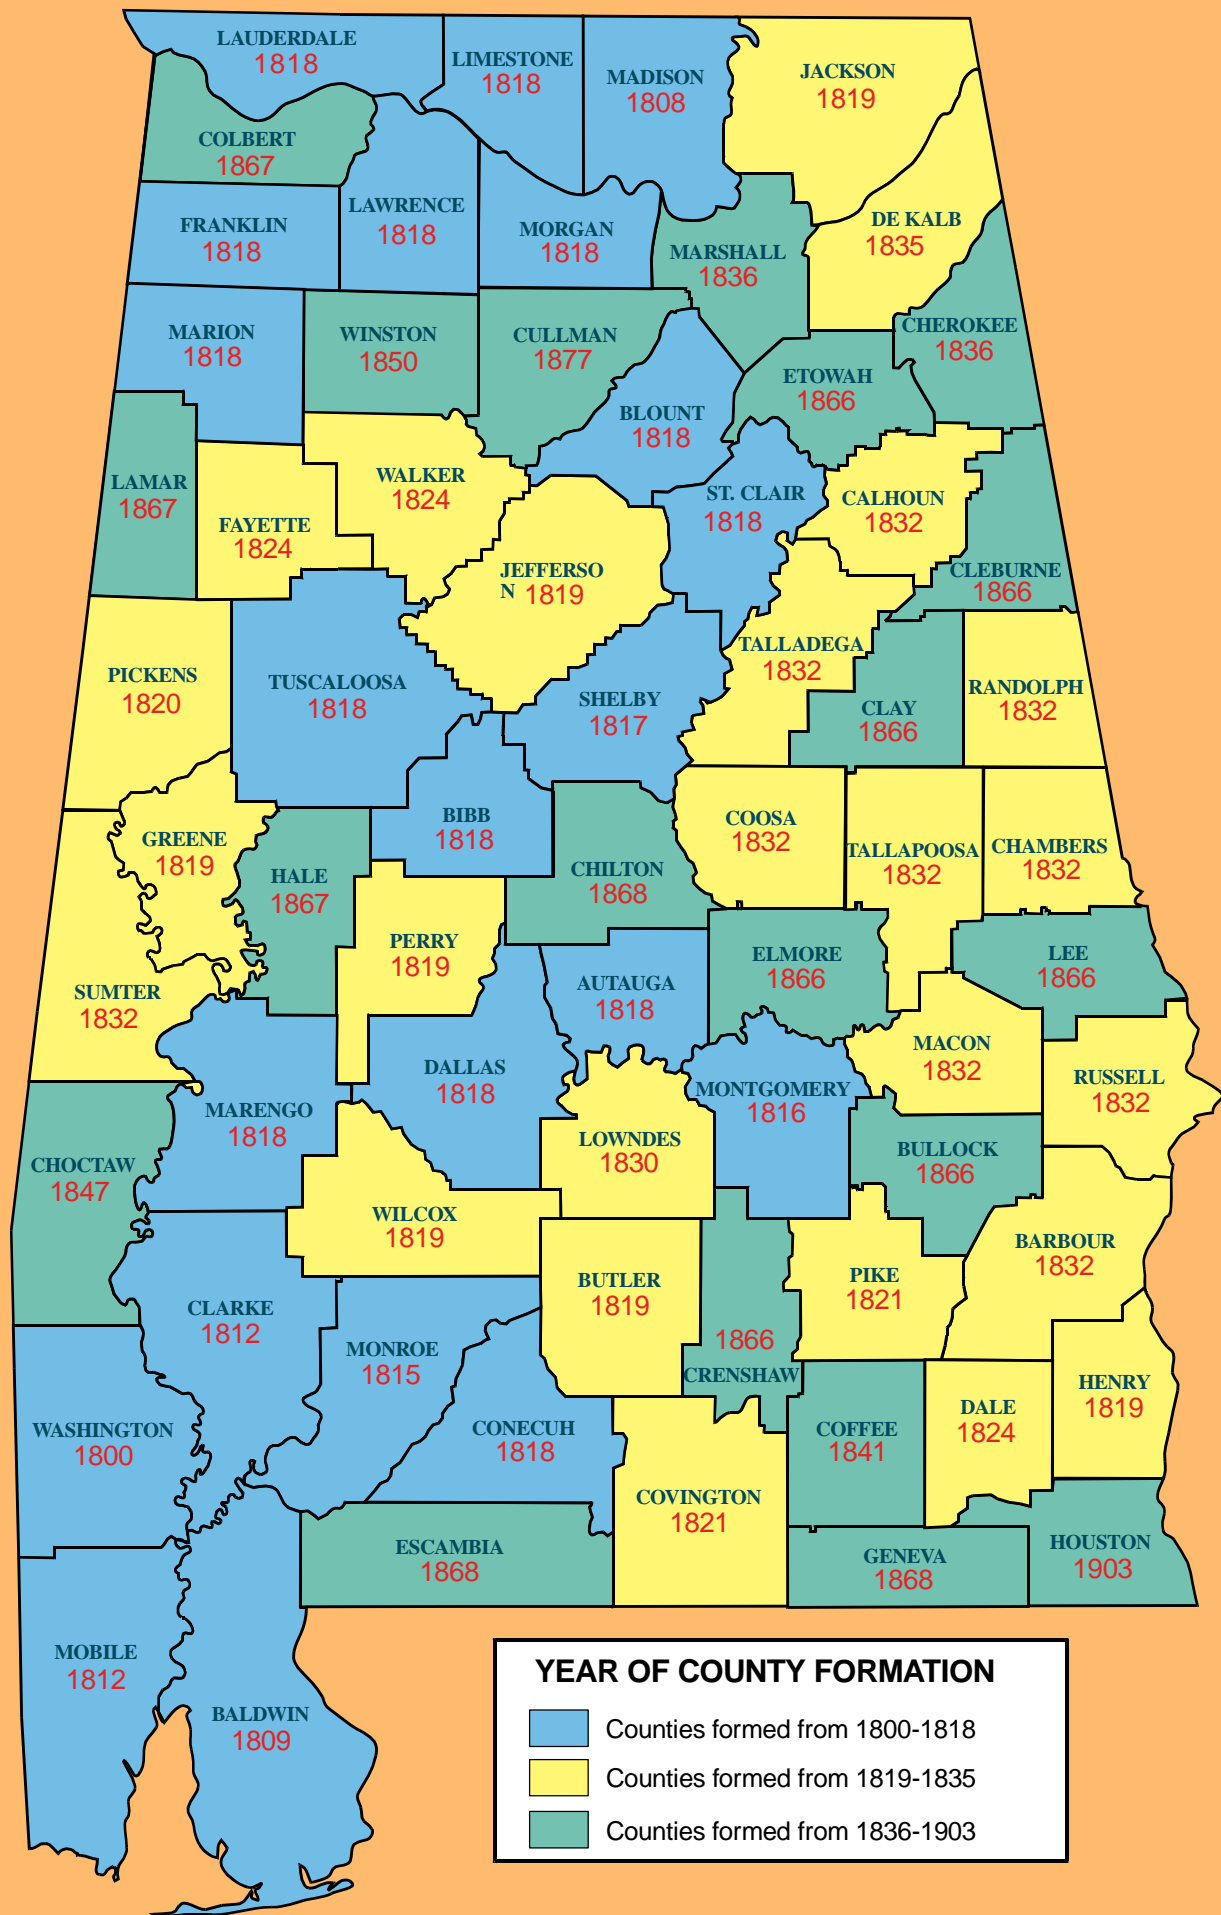 LAUDERDALE
1818
LIMESTONE
1818
MADISON
1808
JACKSON
1819
COLBERT
1867
FRANKLIN
1818
LAWRENCE
1818
MORGAN
1818
MARSHALL
1836
DE KALB
1835
CHEROKEE
1836
MARION
1818
WINSTON
1850
CULLMAN
1877
BLOUNT
1818
ETOWAH
1866
LAMAR
1867
FAYETTE
1824
WALKER
1824
ST. CLAIR
1818
CALHOUN
1832
CLEBURNE
1866
JEFFERSO
N 1819
PICKENS
1820
TUSCALOOSA
1818
SHELBY
1817
TALLADEGA
1832
CLAY
1866
RANDOLPH
1832
GREENE
1819
HALE
1867
BIBB
1818
CHILTON
1868
COOSA
1832
TALLAPOOSA
1832
CHAMBERS
1832
SUMTER
1832
PERRY
1819
AUTAUGA
1818
ELMORE
1866
LEE
1866
MARENGO
1818
DALLAS
1818
LOWNDES
1830
MONTGOMERY
1816
MACON
1832
RUSSELL
1832
CHOCTAW
1847
BULLOCK
1866
WILCOX
1819
BUTLER
1819
1866
CRENSHAW
PIKE
1821
BARBOUR
1832
CLARKE
1812
MONROE
1815
CONECUH
1818
WASHINGTON
1800
COVINGTON
1821
COFFEE
1841
DALE
1824
HENRY
1819
ESCAMBIA
1868
GENEVA
1868
HOUSTON
1903
MOBILE
1812
BALDWIN
1809
YEAR OF COUNTY FORMATION
Counties formed from 1800-1818
Counties formed from 1819-1835
Counties formed from 1836-1903